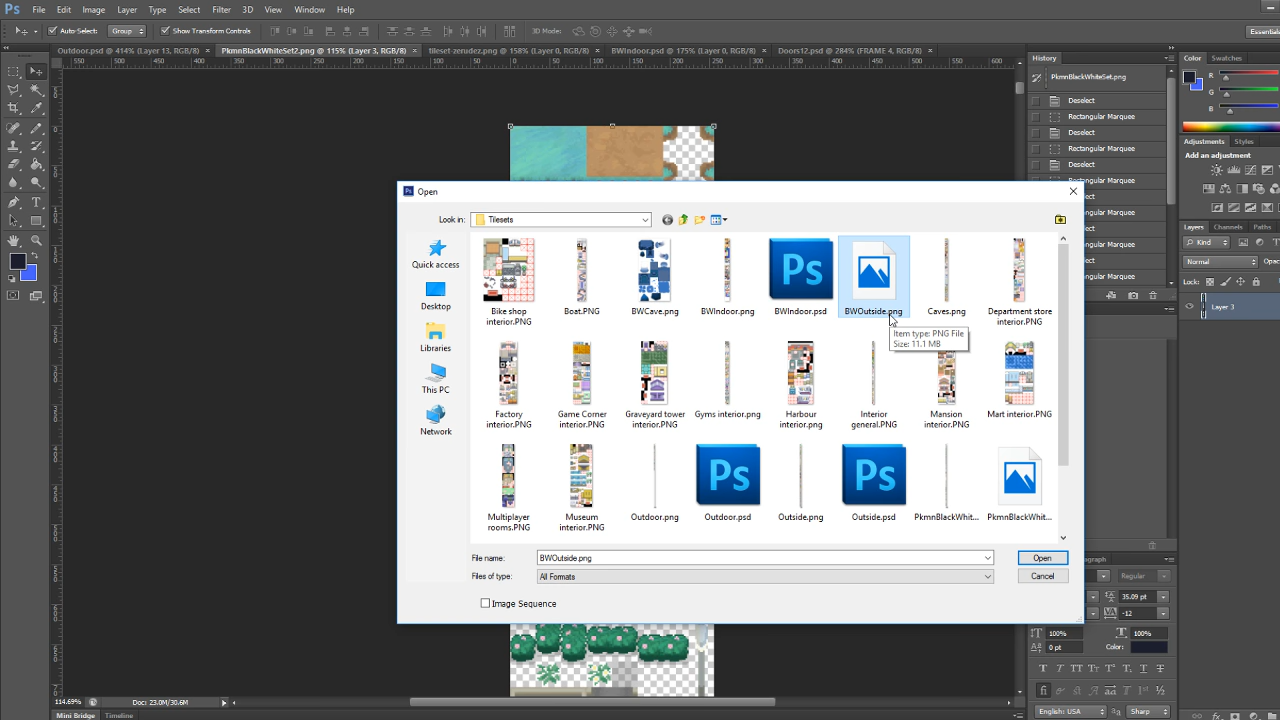 Ps File Edit Image Layer Type Select Filter 3D View Window Help
Auto-Select: Group Show Transform Controls 3D Mode: Essentials
Outdoor.psd @ 414% (Layer 13, RGB/8) × PkmnBlackWhiteSet2.png @ 115% (Layer 3, RGB/8) × tileset-zerudez.png @ 158% (Layer 0, RGB/8) × BWIndoor.psd @ 175% (Layer 0, RGB/8) × Doors12.psd @ 284% (FRAME 4, RGB/8) ×
History
PkmnBlackWhiteSet.png
Deselect
Rectangular Marquee
Deselect
Rectangular Marquee
Deselect
Color Swatches
R
G
B
Adjustments Styles
Add an adjustment
Layers Channels Paths
Kind
Normal
Lock:
Layer 3
Open
Look in: Tilesets
Quick access
Desktop
Libraries
This PC
Network
Bike shop interior.PNG
Boat.PNG
BWCave.png
BWIndoor.png
BWIndoor.psd
BWOutside.png
Caves.png
Department store interior.PNG
Item type: PNG File
Size: 11.1 MB
Factory interior.PNG
Game Corner interior.PNG
Graveyard tower interior.PNG
Gyms interior.png
Harbour interior.png
Interior general.PNG
Mansion interior.PNG
Mart interior.PNG
Multiplayer rooms.PNG
Museum interior.PNG
Outdoor.png
Outdoor.psd
Outside.png
Outside.psd
PkmnBlackWhit...
PkmnBlackWhit...
File name: BWOutside.png Open
Files of type: All Formats Cancel
Image Sequence
Regular
35.09 pt
-12
100% 100%
0 pt Color:
English: USA Sharp
114.69% Doc: 23.0M/30.6M
Mini Bridge Timeline